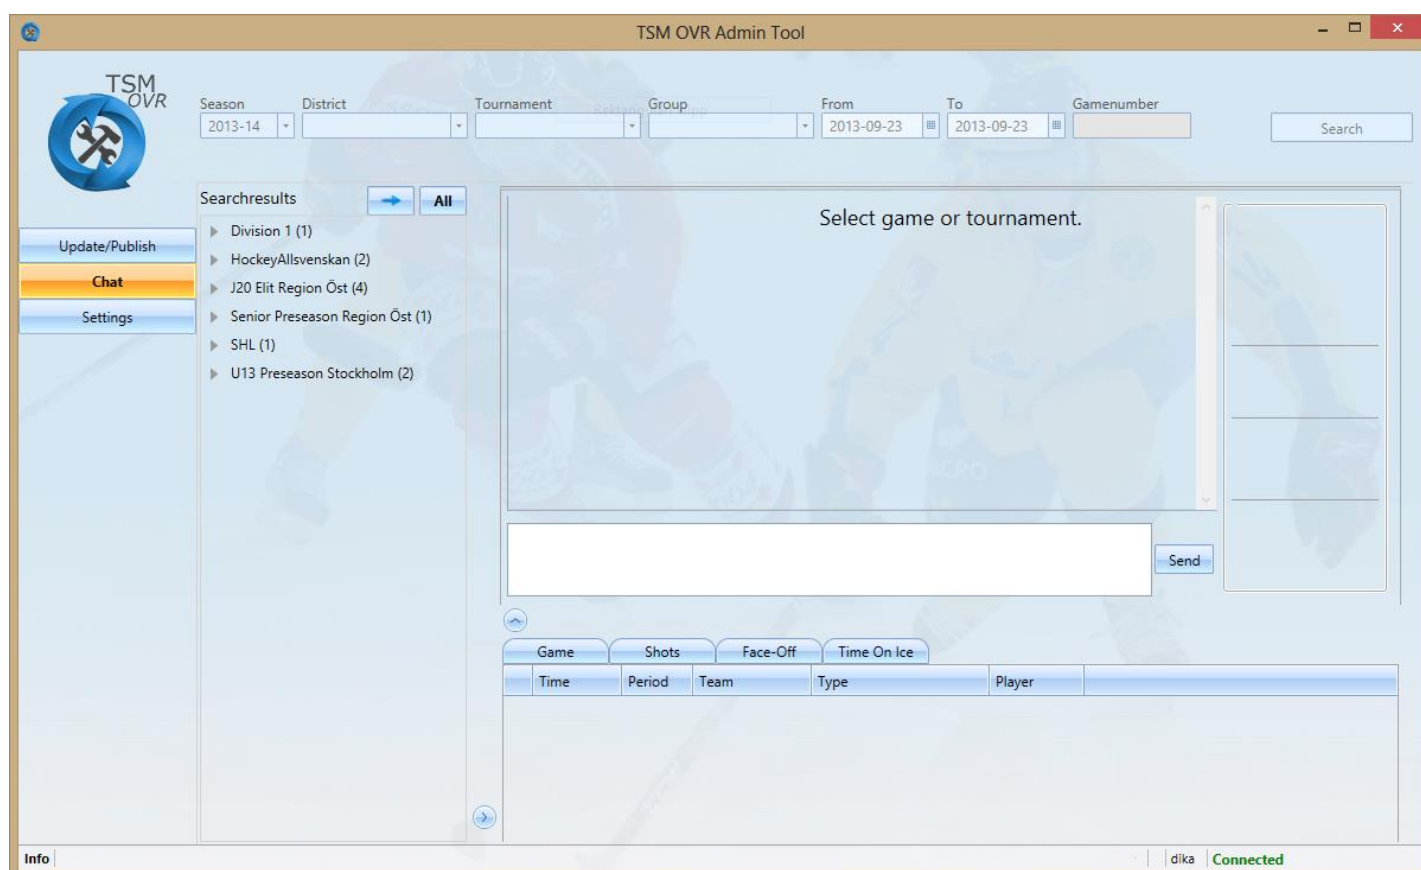 TSM OVR Admin Tool
TSM
OVR
Season District Tournament Group From To Gamenumber
2013-14 2013-09-23 2013-09-23 Search
Searchresults All
Update/Publish
Chat
Settings
Division 1 (1)
HockeyAllsvenskan (2)
J20 Elit Region Öst (4)
Senior Preseason Region Öst (1)
SHL (1)
U13 Preseason Stockholm (2)
Select game or tournament.
Send
Game Shots Face-Off Time On Ice
Time Period Team Type Player
Info dika Connected